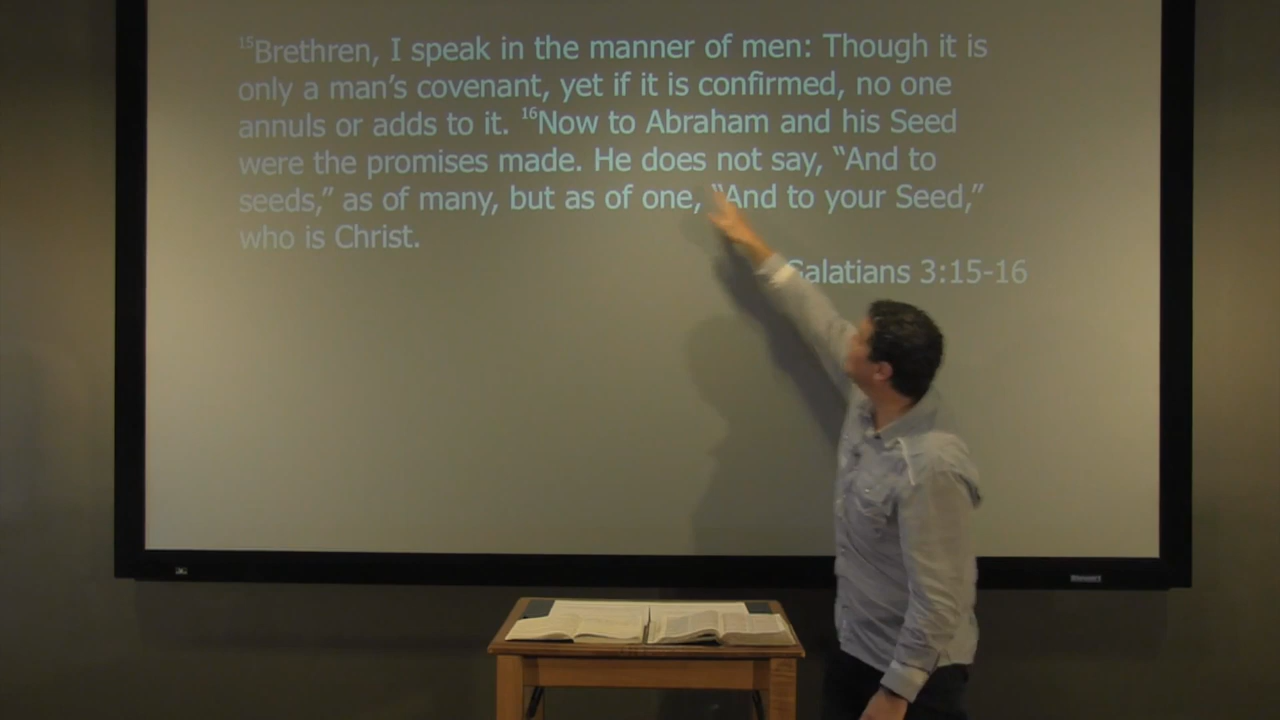 ¹⁵Brethren, I speak in the manner of men: Though it is
only a man’s covenant, yet if it is confirmed, no one
annuls or adds to it. ¹⁶Now to Abraham and his Seed
were the promises made. He does not say, “And to
seeds,” as of many, but as of one, “And to your Seed,”
who is Christ.
Galatians 3:15-16